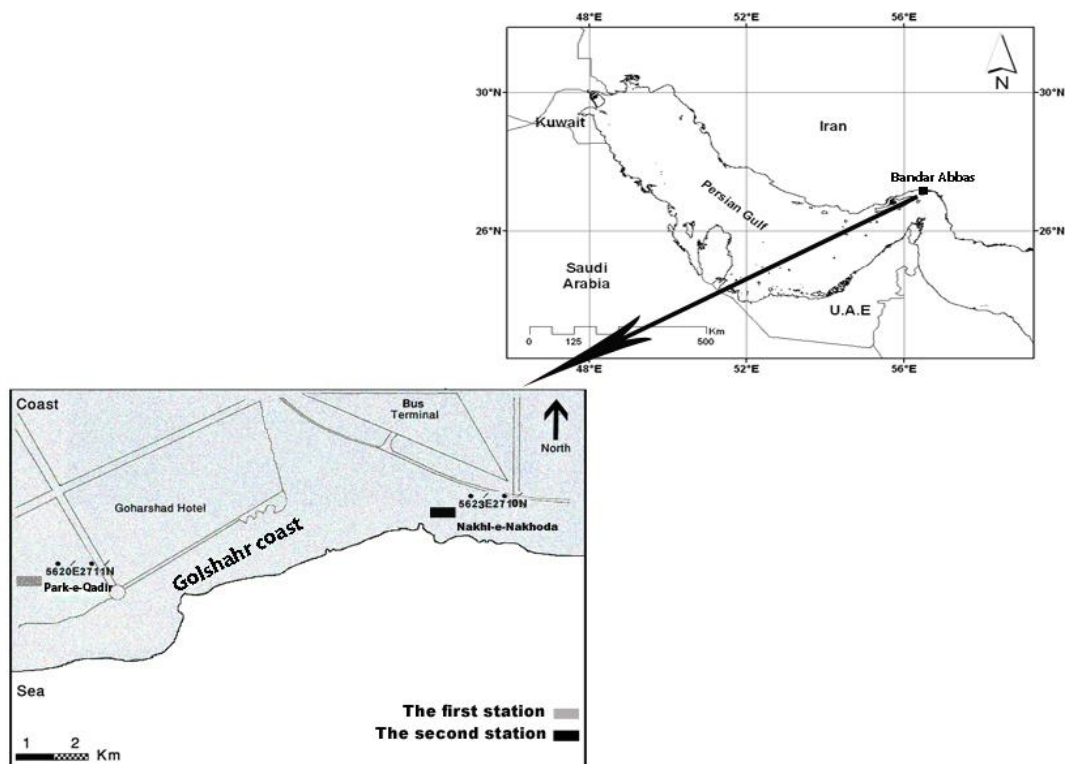 48°E
52°E
56°E
N
30°N
30°N
Kuwait
Iran
Bandar Abbas
Persian Gulf
26°N
26°N
Saudi
Arabia
U.A.E
Km
0
125
500
48°E
52°E
56°E
Coast
Bus
Terminal
North
Goharshad Hotel
5623E2710N
Nakhl-e-Nakhoda
Golshahr coast
5620E2711N
Park-e-Qadir
Sea
The first station
The second station
1 2
Km